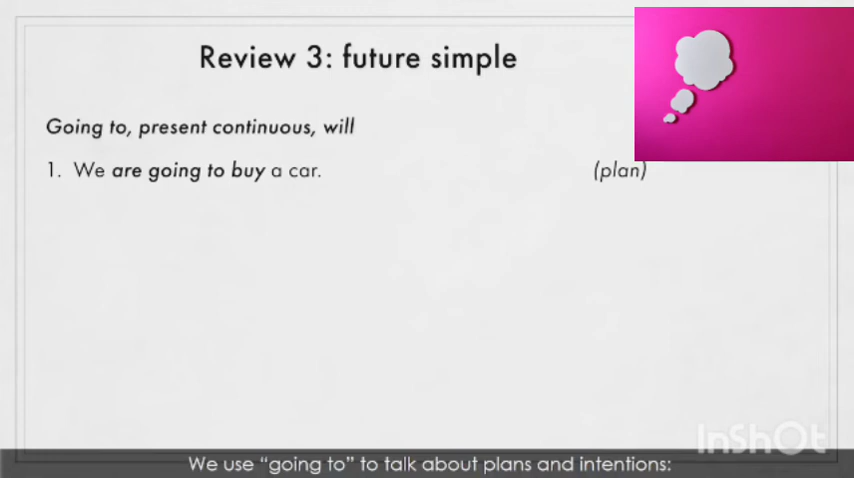 Review 3: future simple
Going to, present continuous, will
1. We are going to buy a car. (plan)
InShOt
We use “going to” to talk about plans and intentions: